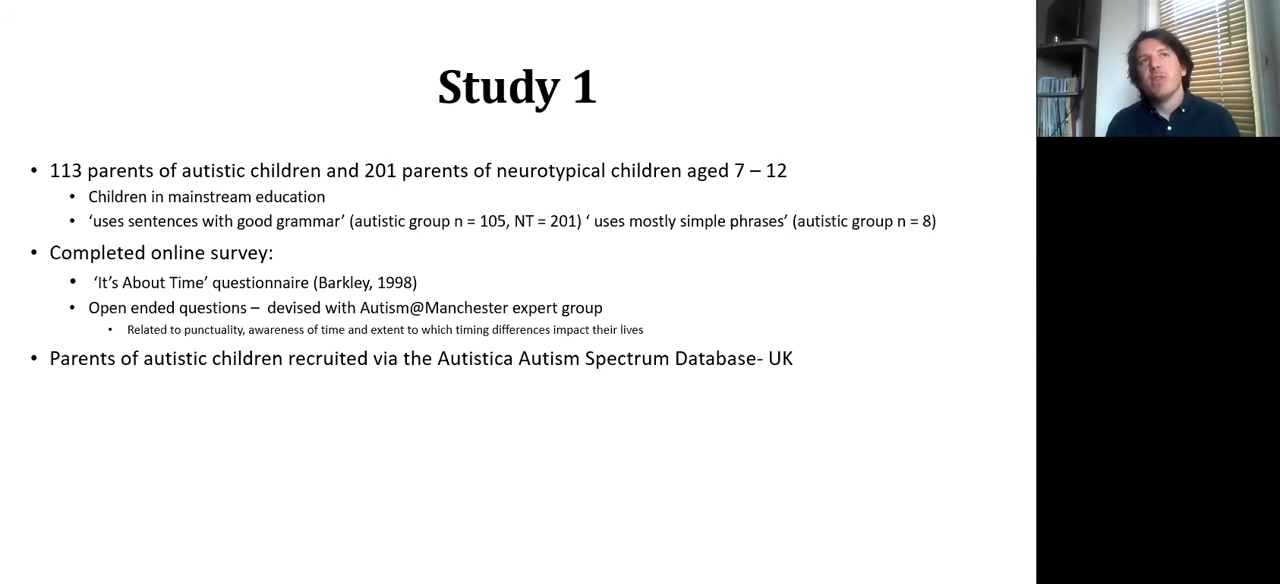 Study 1
• 113 parents of autistic children and 201 parents of neurotypical children aged 7 – 12
• Children in mainstream education
• ‘uses sentences with good grammar’ (autistic group n = 105, NT = 201) ‘ uses mostly simple phrases’ (autistic group n = 8)
• Completed online survey:
• ‘It’s About Time’ questionnaire (Barkley, 1998)
• Open ended questions – devised with Autism@Manchester expert group
• Related to punctuality, awareness of time and extent to which timing differences impact their lives
• Parents of autistic children recruited via the Autistica Autism Spectrum Database- UK